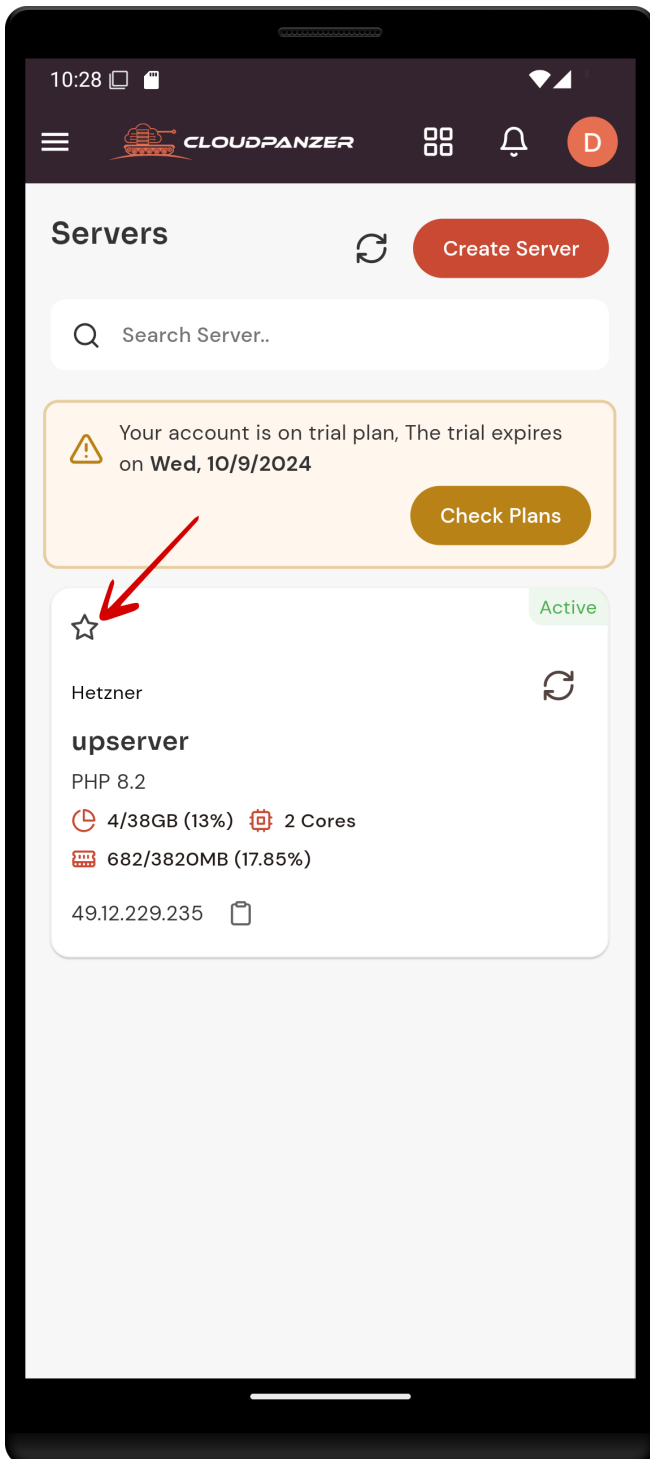 10:28
CLOUDPANZER
D
Servers
Create Server
Search Server..
Your account is on trial plan, The trial expires
on Wed, 10/9/2024
Check Plans
Active
Hetzner
upserver
PHP 8.2
4/38GB (13%) 2 Cores
682/3820MB (17.85%)
49.12.229.235